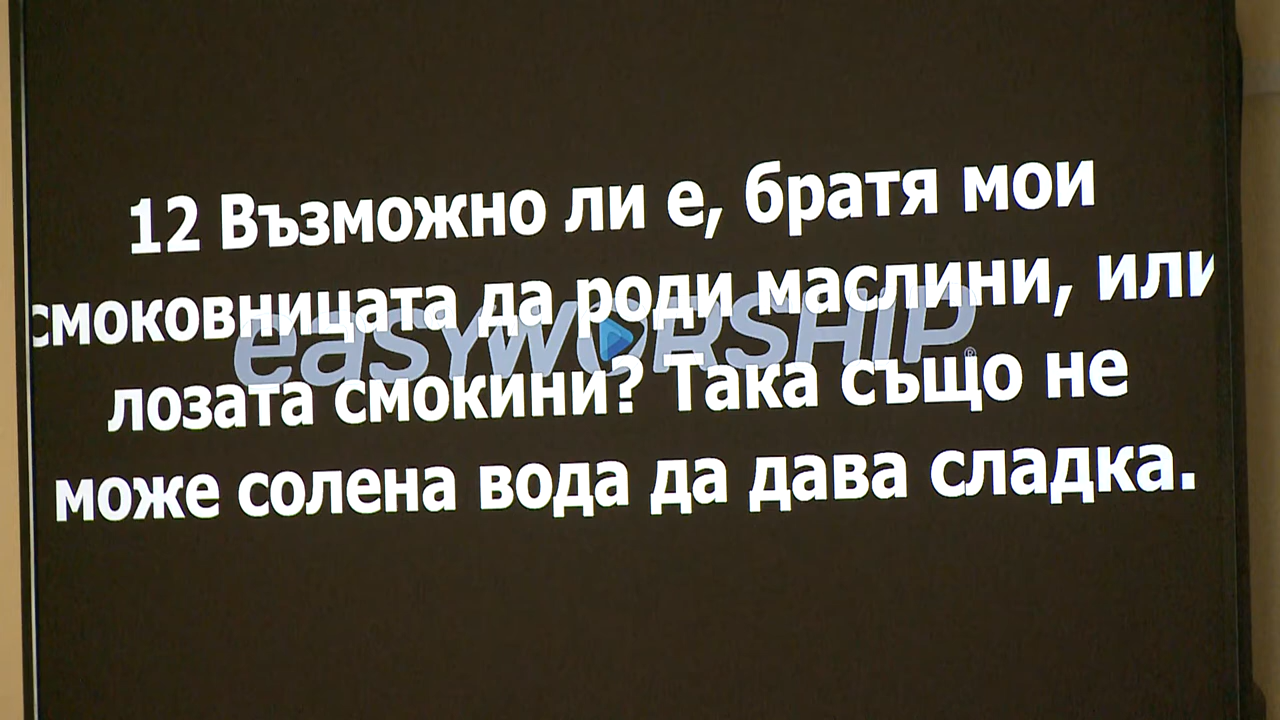 12 Възможно ли е, братя мои
смоковницата да роди маслини, или
лозата смокини? Така също не
може солена вода да дава сладка.
easyWORSHIP®